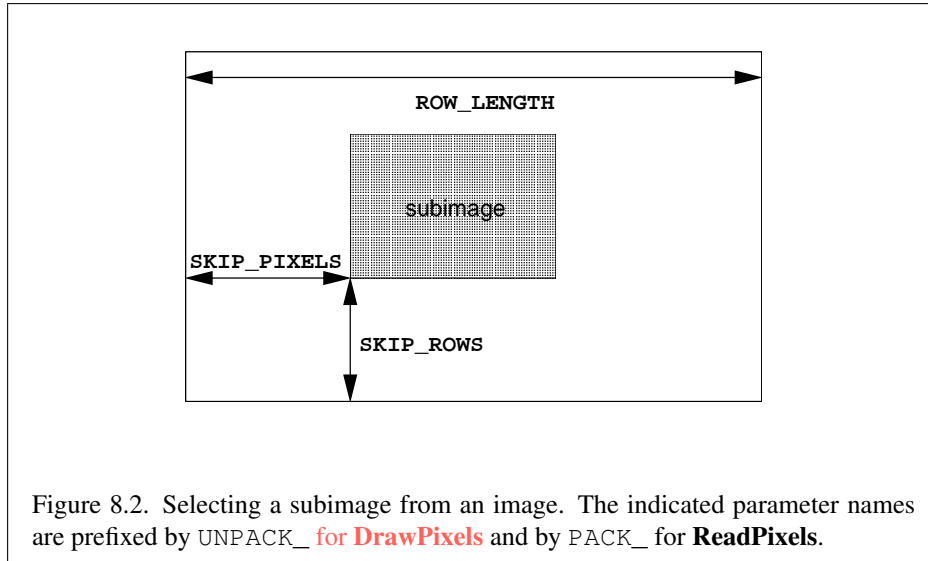 ROW_LENGTH
subimage
SKIP_PIXELS
SKIP_ROWS
Figure 8.2. Selecting a subimage from an image. The indicated parameter names
are prefixed by UNPACK_ for DrawPixels and by PACK_ for ReadPixels.